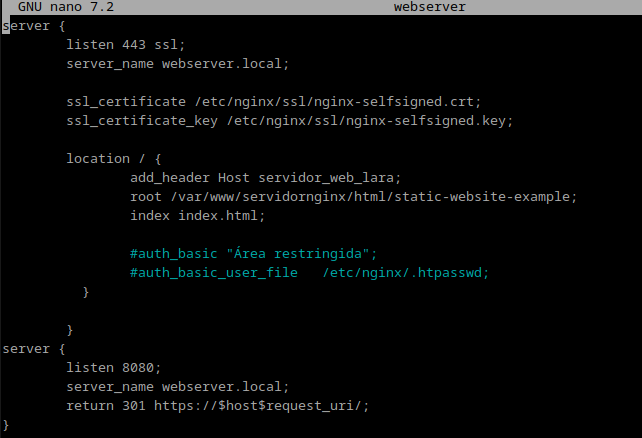 GNU nano 7.2 webserver
server {
listen 443 ssl;
server_name webserver.local;
ssl_certificate /etc/nginx/ssl/nginx-selfsigned.crt;
ssl_certificate_key /etc/nginx/ssl/nginx-selfsigned.key;
location / {
add_header Host servidor_web_lara;
root /var/www/servidornginx/html/static-website-example;
index index.html;
#auth_basic "Área restringida";
#auth_basic_user_file /etc/nginx/.htpasswd;
}
}
server {
listen 8080;
server_name webserver.local;
return 301 https://$host$request_uri/;
}